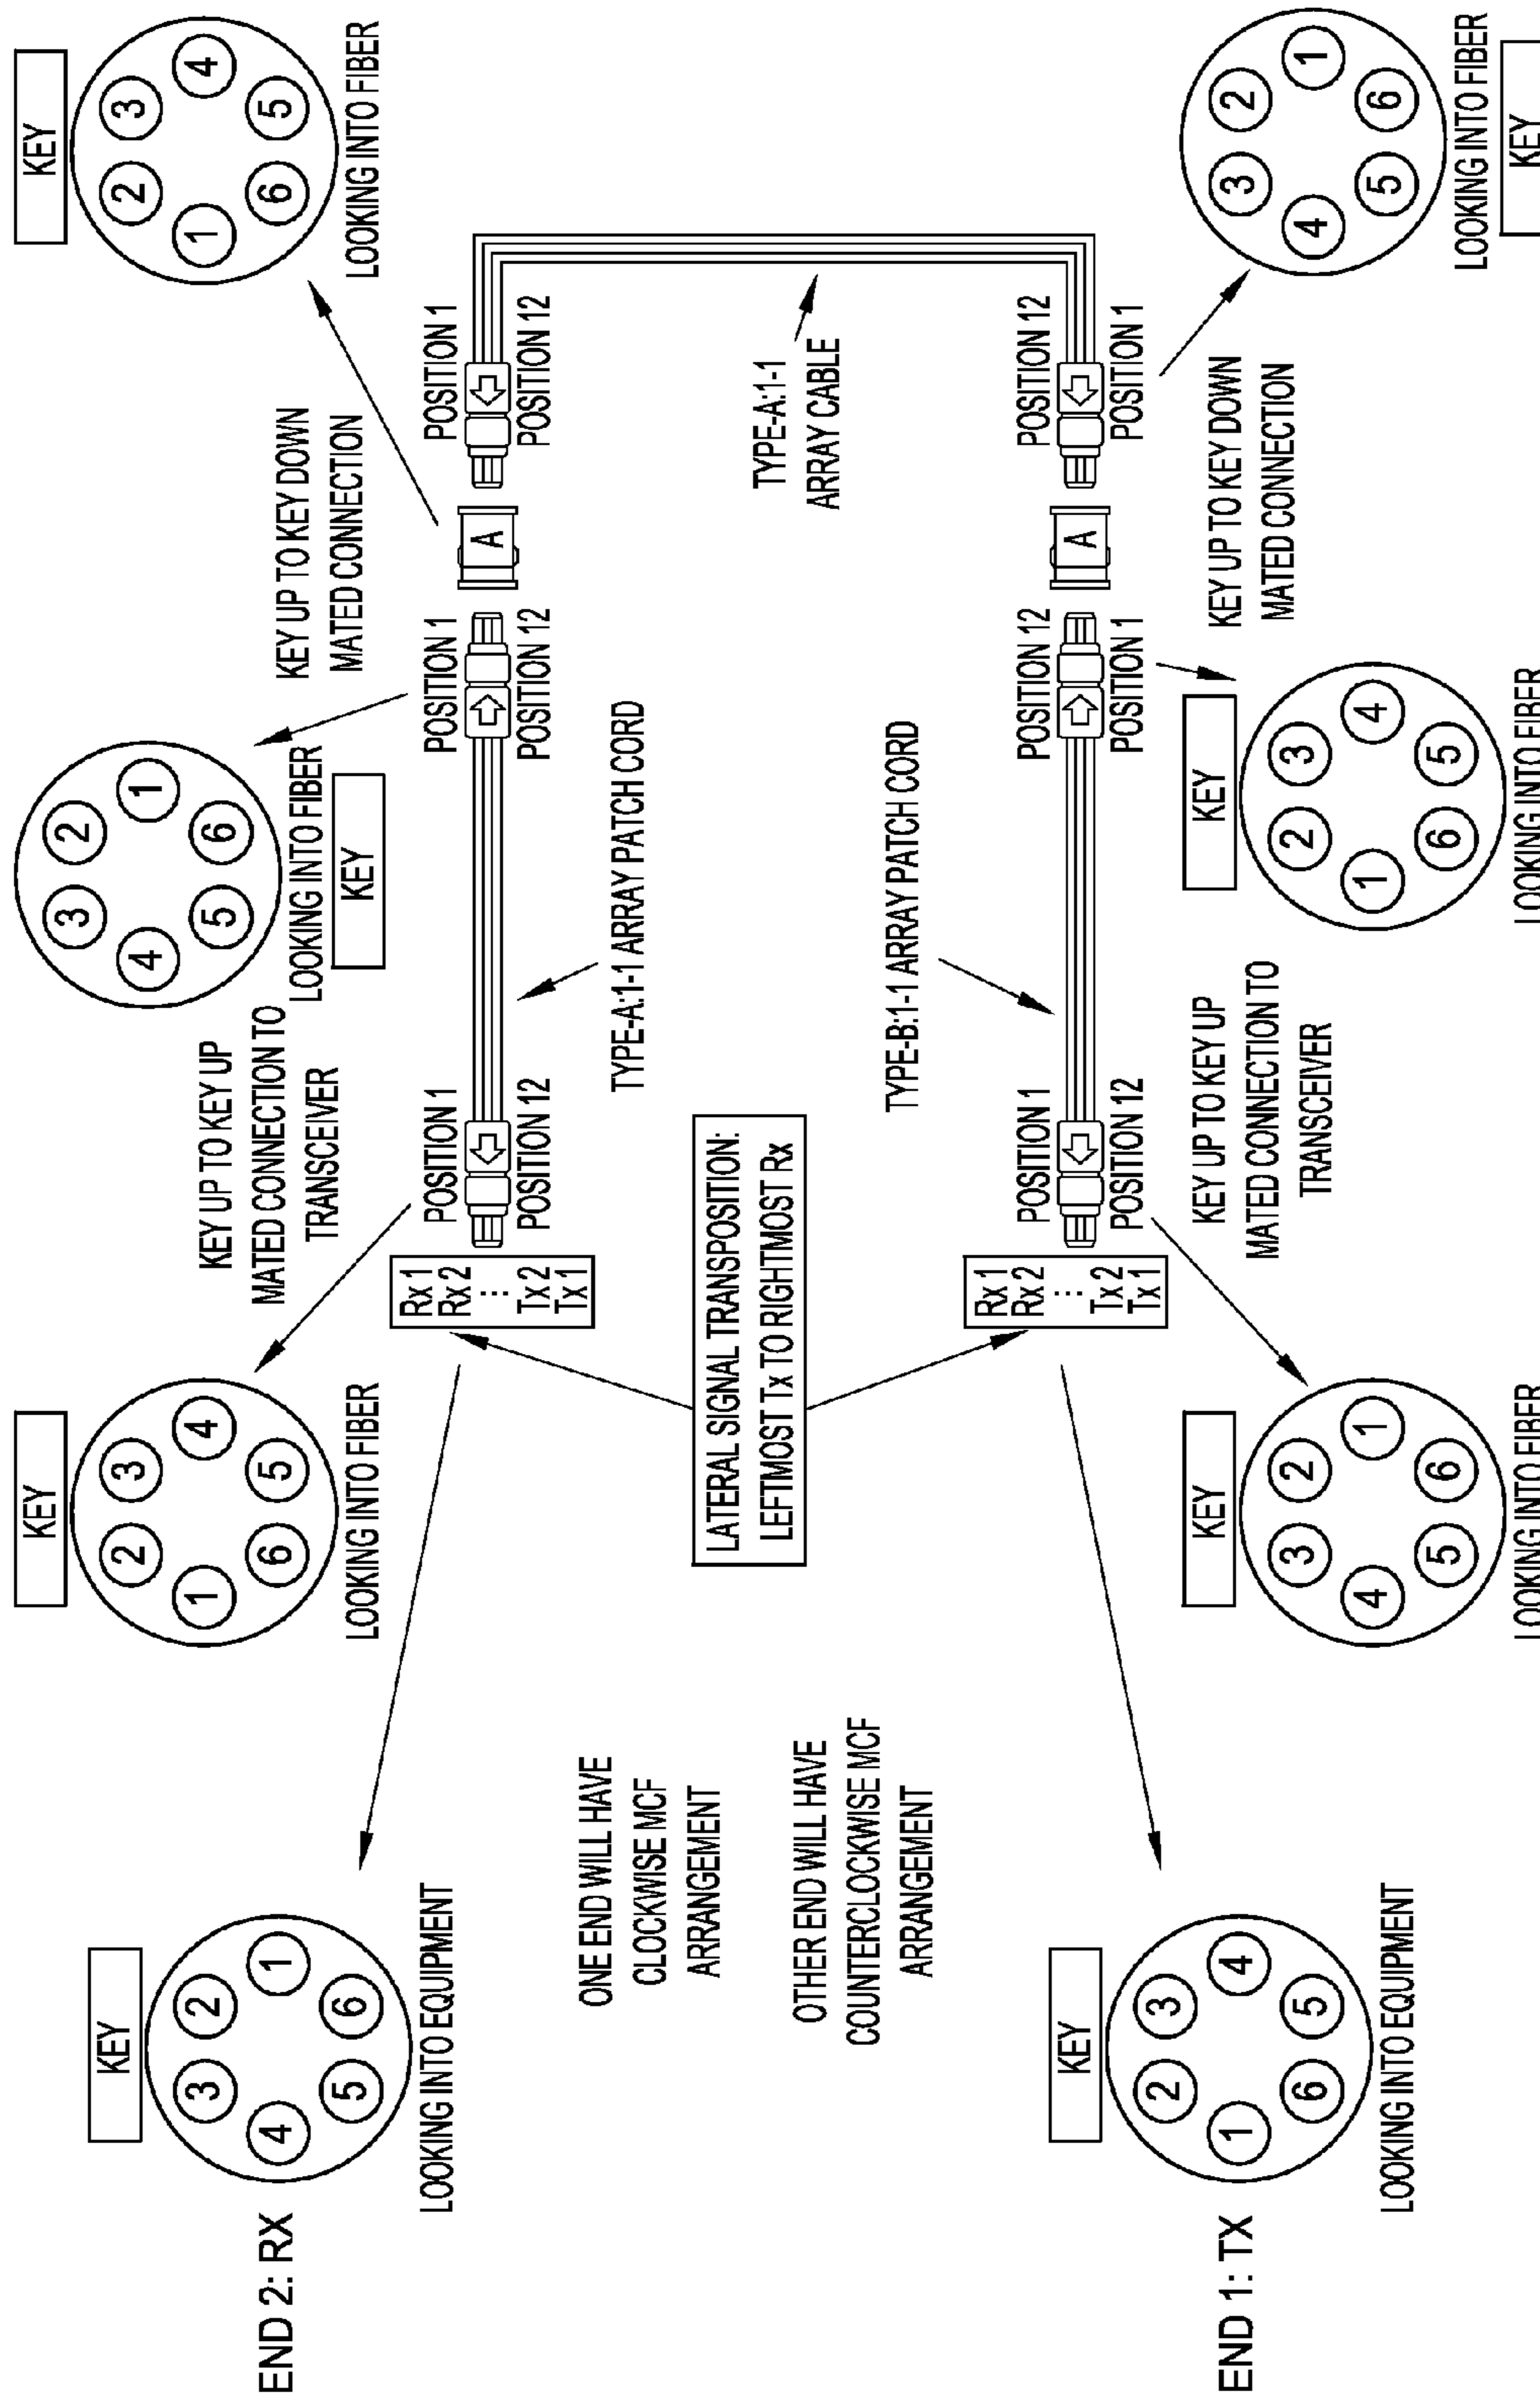 END 2: RX
KEY
3 2
4 1
5 6
LOOKING INTO EQUIPMENT
KEY
2 3
1 4
6 5
LOOKING INTO FIBER
KEY UP TO KEY UP
MATED CONNECTION TO
TRANSCEIVER
3 2
4 1
5 6
LOOKING INTO FIBER
KEY
KEY UP TO KEY DOWN
MATED CONNECTION
KEY
2 3
1 4
6 5
LOOKING INTO FIBER
Rx 1
Rx 2
...
Tx 2
Tx 1
POSITION 1
POSITION 12
POSITION 1
POSITION 12
A
POSITION 1
POSITION 12
TYPE-A:1-1 ARRAY PATCH CORD
ONE END WILL HAVE
CLOCKWISE MCF
ARRANGEMENT
LATERAL SIGNAL TRANSPOSITION:
LEFTMOST Tx TO RIGHTMOST Rx
TYPE-A:1-1
ARRAY CABLE
OTHER END WILL HAVE
COUNTERCLOCKWISE MCF
ARRANGEMENT
TYPE-B:1-1 ARRAY PATCH CORD
Rx 1
Rx 2
...
Tx 2
Tx 1
POSITION 1
POSITION 12
POSITION 12
POSITION 1
A
POSITION 12
POSITION 1
END 1: TX
KEY
2 3
1 4
6 5
LOOKING INTO EQUIPMENT
KEY
3 2
4 1
5 6
LOOKING INTO FIBER
KEY UP TO KEY UP
MATED CONNECTION TO
TRANSCEIVER
KEY
2 3
1 4
6 5
LOOKING INTO FIBER
KEY UP TO KEY DOWN
MATED CONNECTION
3 2
4 1
5 6
LOOKING INTO FIBER
KEY